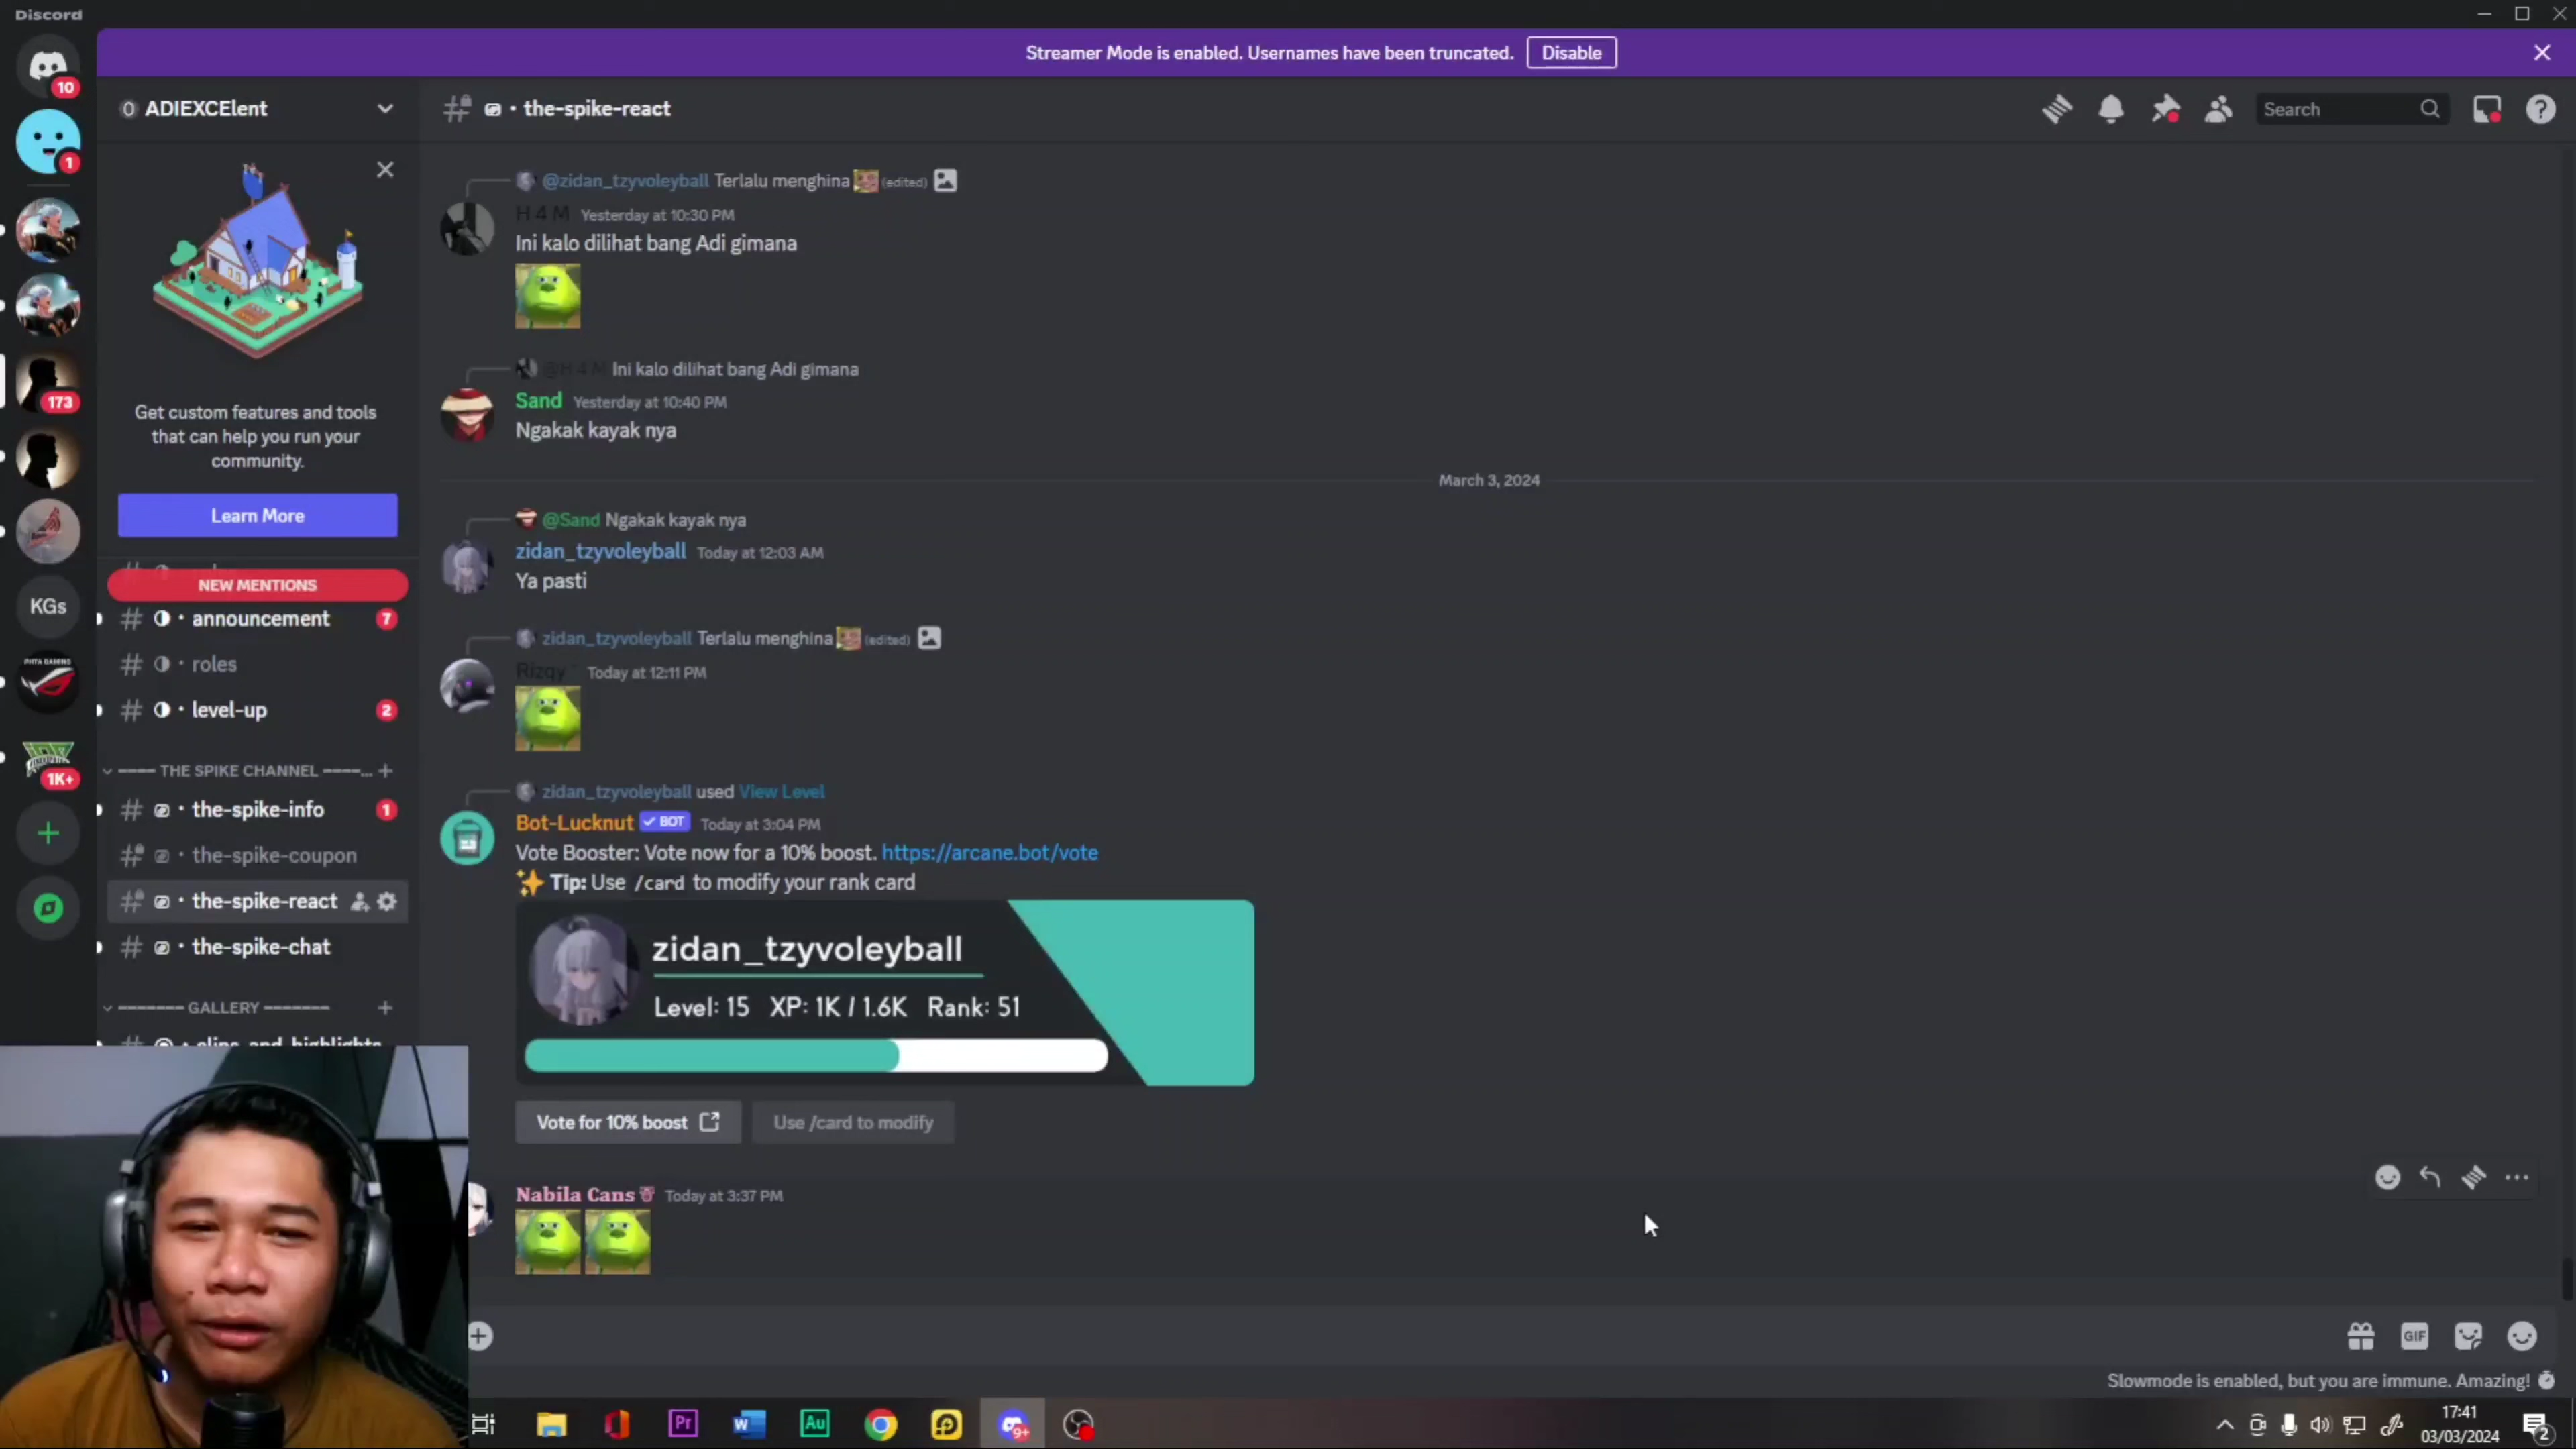 Discord
Streamer Mode is enabled. Usernames have been truncated.
Disable
10
1
173
KGs
PHTA GAMING
1K+
ADIEXCElent
Get custom features and tools
that can help you run your
community.
Learn More
NEW MENTIONS
announcement 7
roles
level-up 2
THE SPIKE CHANNEL
the-spike-info 1
the-spike-coupon
the-spike-react
the-spike-chat
GALLERY
clips and highlights
the-spike-react
Search
@zidan_tzyvoleyball Terlalu menghina (edited)
H 4 M Yesterday at 10:30 PM
Ini kalo dilihat bang Adi gimana
@H 4 M Ini kalo dilihat bang Adi gimana
Sand Yesterday at 10:40 PM
Ngakak kayak nya
March 3, 2024
@Sand Ngakak kayak nya
zidan_tzyvoleyball Today at 12:03 AM
Ya pasti
zidan_tzyvoleyball Terlalu menghina (edited)
Rizqy Today at 12:11 PM
zidan_tzyvoleyball used View Level
Bot-Lucknut BOT Today at 3:04 PM
Vote Booster: Vote now for a 10% boost. https://arcane.bot/vote
Tip: Use /card to modify your rank card
zidan_tzyvoleyball
Level: 15 XP: 1K / 1.6K Rank: 51
Vote for 10% boost
Use /card to modify
Nabila Cans Today at 3:37 PM
GIF
Slowmode is enabled, but you are immune. Amazing!
Pr
W
Au
9+
17:41
03/03/2024
2